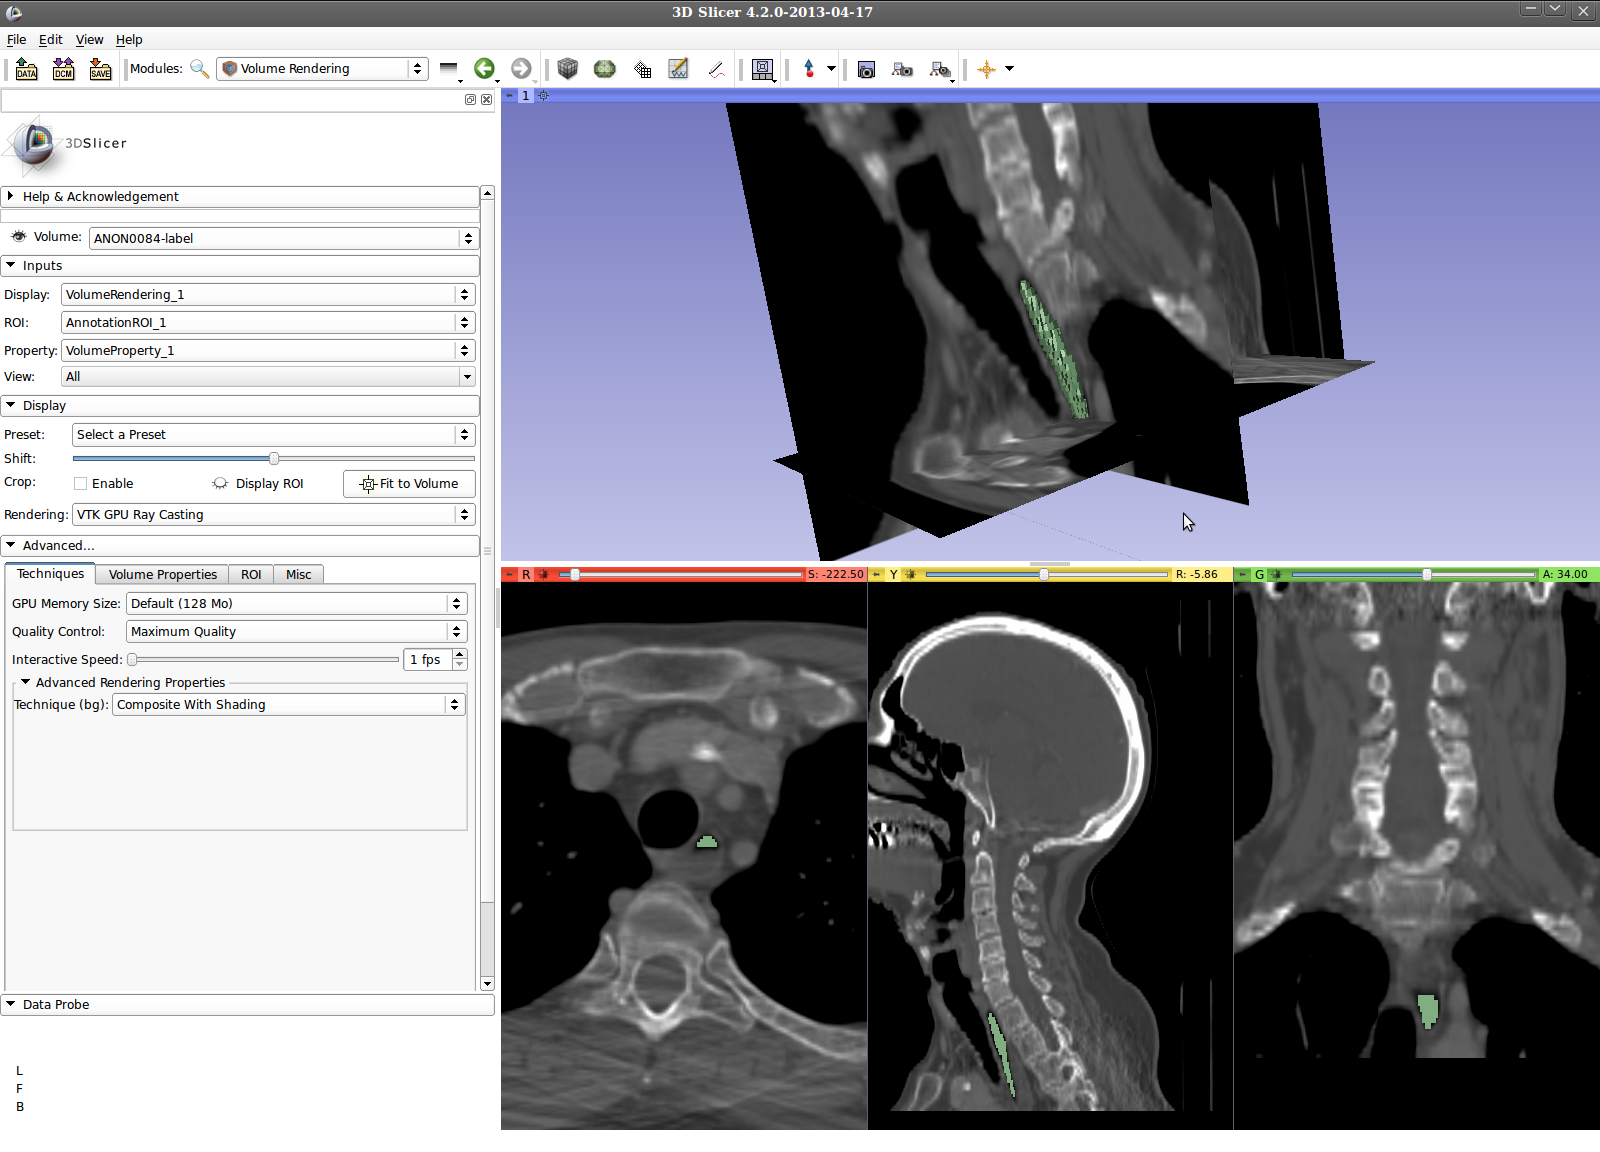 3D Slicer 4.2.0-2013-04-17
File Edit View Help
DATA DCM SAVE Modules: Volume Rendering
1
3DSlicer
Help & Acknowledgement
Volume: ANON0084-label
Inputs
Display: VolumeRendering_1
ROI: AnnotationROI_1
Property: VolumeProperty_1
View: All
Display
Preset: Select a Preset
Shift:
Crop: Enable Display ROI Fit to Volume
Rendering: VTK GPU Ray Casting
Advanced...
Techniques Volume Properties ROI Misc
GPU Memory Size: Default (128 Mo)
Quality Control: Maximum Quality
Interactive Speed: 1 fps
Advanced Rendering Properties
Technique (bg): Composite With Shading
Data Probe
L
F
B
R S: -222.50
Y R: -5.86
G A: 34.00